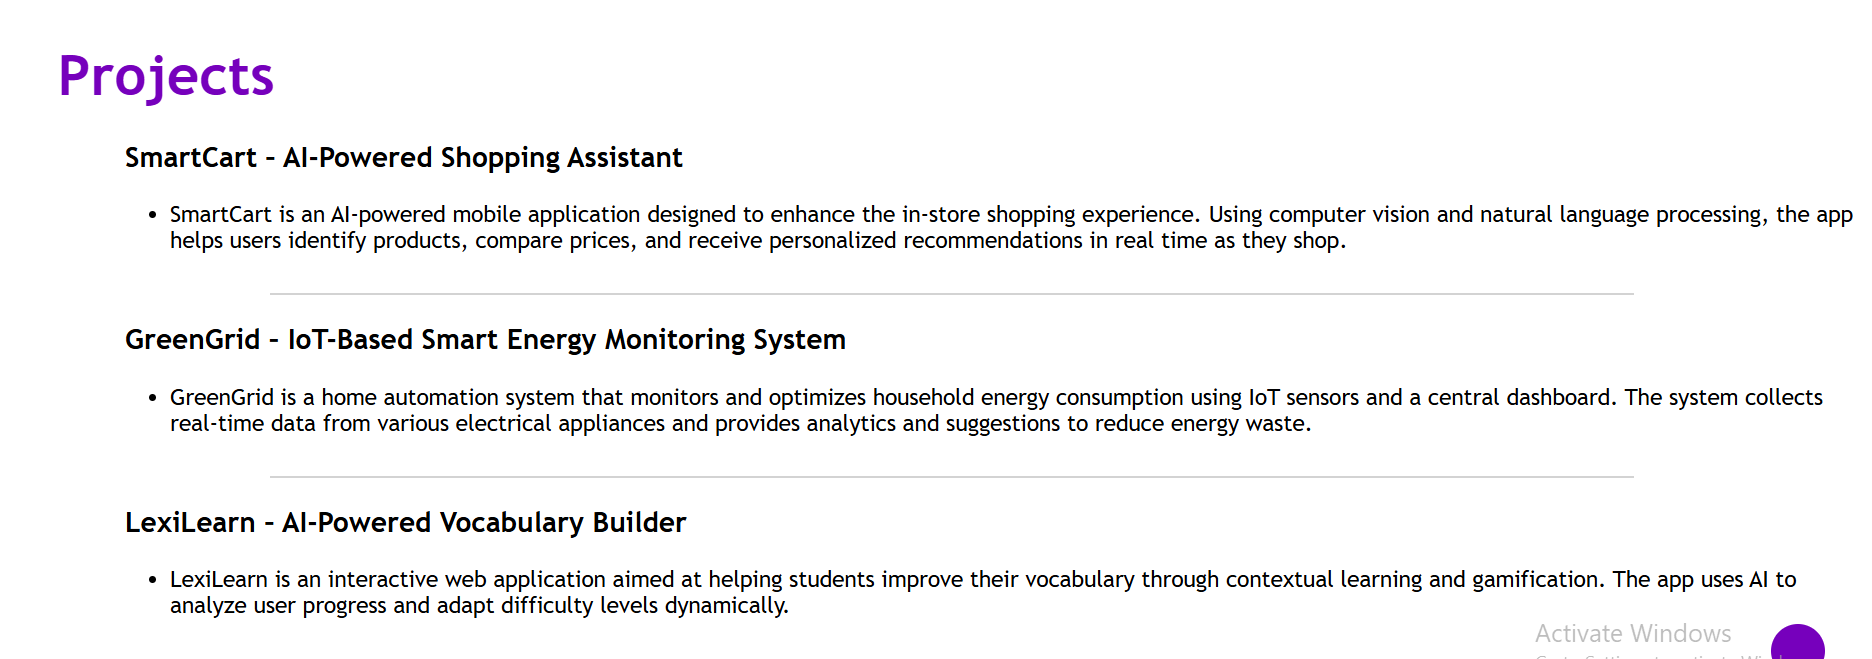 Projects
SmartCart – AI-Powered Shopping Assistant
• SmartCart is an AI-powered mobile application designed to enhance the in-store shopping experience. Using computer vision and natural language processing, the app
helps users identify products, compare prices, and receive personalized recommendations in real time as they shop.
GreenGrid – IoT-Based Smart Energy Monitoring System
• GreenGrid is a home automation system that monitors and optimizes household energy consumption using IoT sensors and a central dashboard. The system collects
real-time data from various electrical appliances and provides analytics and suggestions to reduce energy waste.
LexiLearn – AI-Powered Vocabulary Builder
• LexiLearn is an interactive web application aimed at helping students improve their vocabulary through contextual learning and gamification. The app uses AI to
analyze user progress and adapt difficulty levels dynamically.
Activate Windows